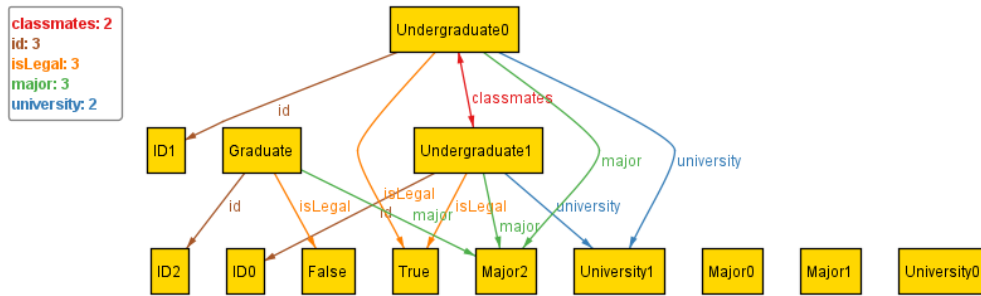 classmates: 2
id: 3
isLegal: 3
major: 3
university: 2
Undergraduate0
classmates
id
ID1
Graduate
Undergraduate1
major
university
isLegal
id
isLegal
id
major
isLegal
major
university
ID2
ID0
False
True
Major2
University1
Major0
Major1
University0